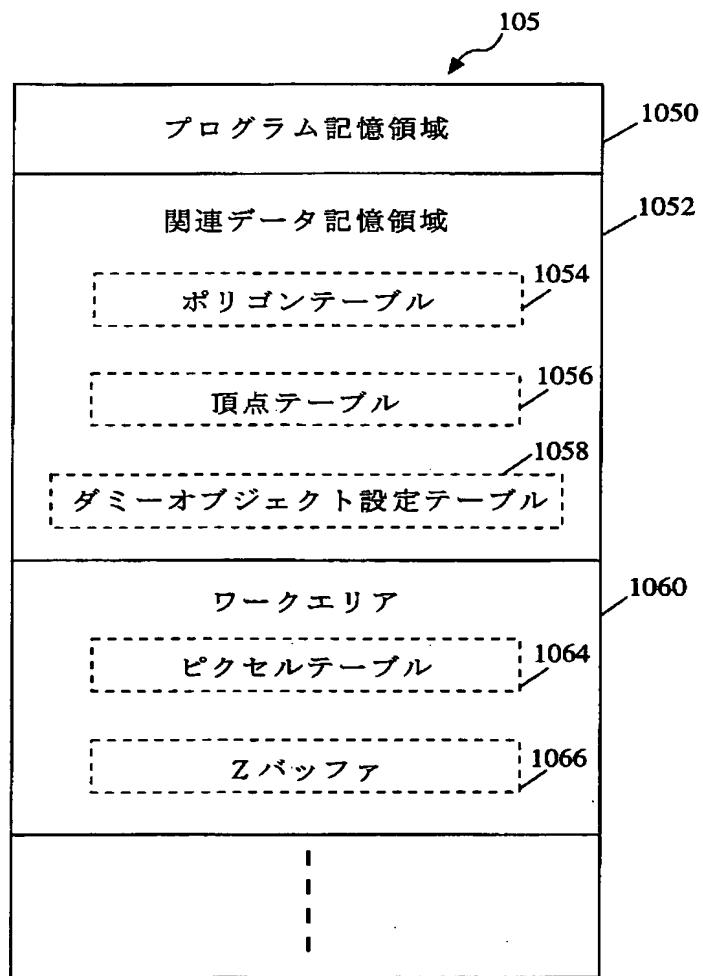 105
プログラム記憶領域
1050
関連データ記憶領域
1052
ポリゴンテーブル
1054
頂点テーブル
1056
1058
ダミーオブジェクト設定テーブル
ワークエリア
1060
ピクセルテーブル
1064
Zバッファ
1066